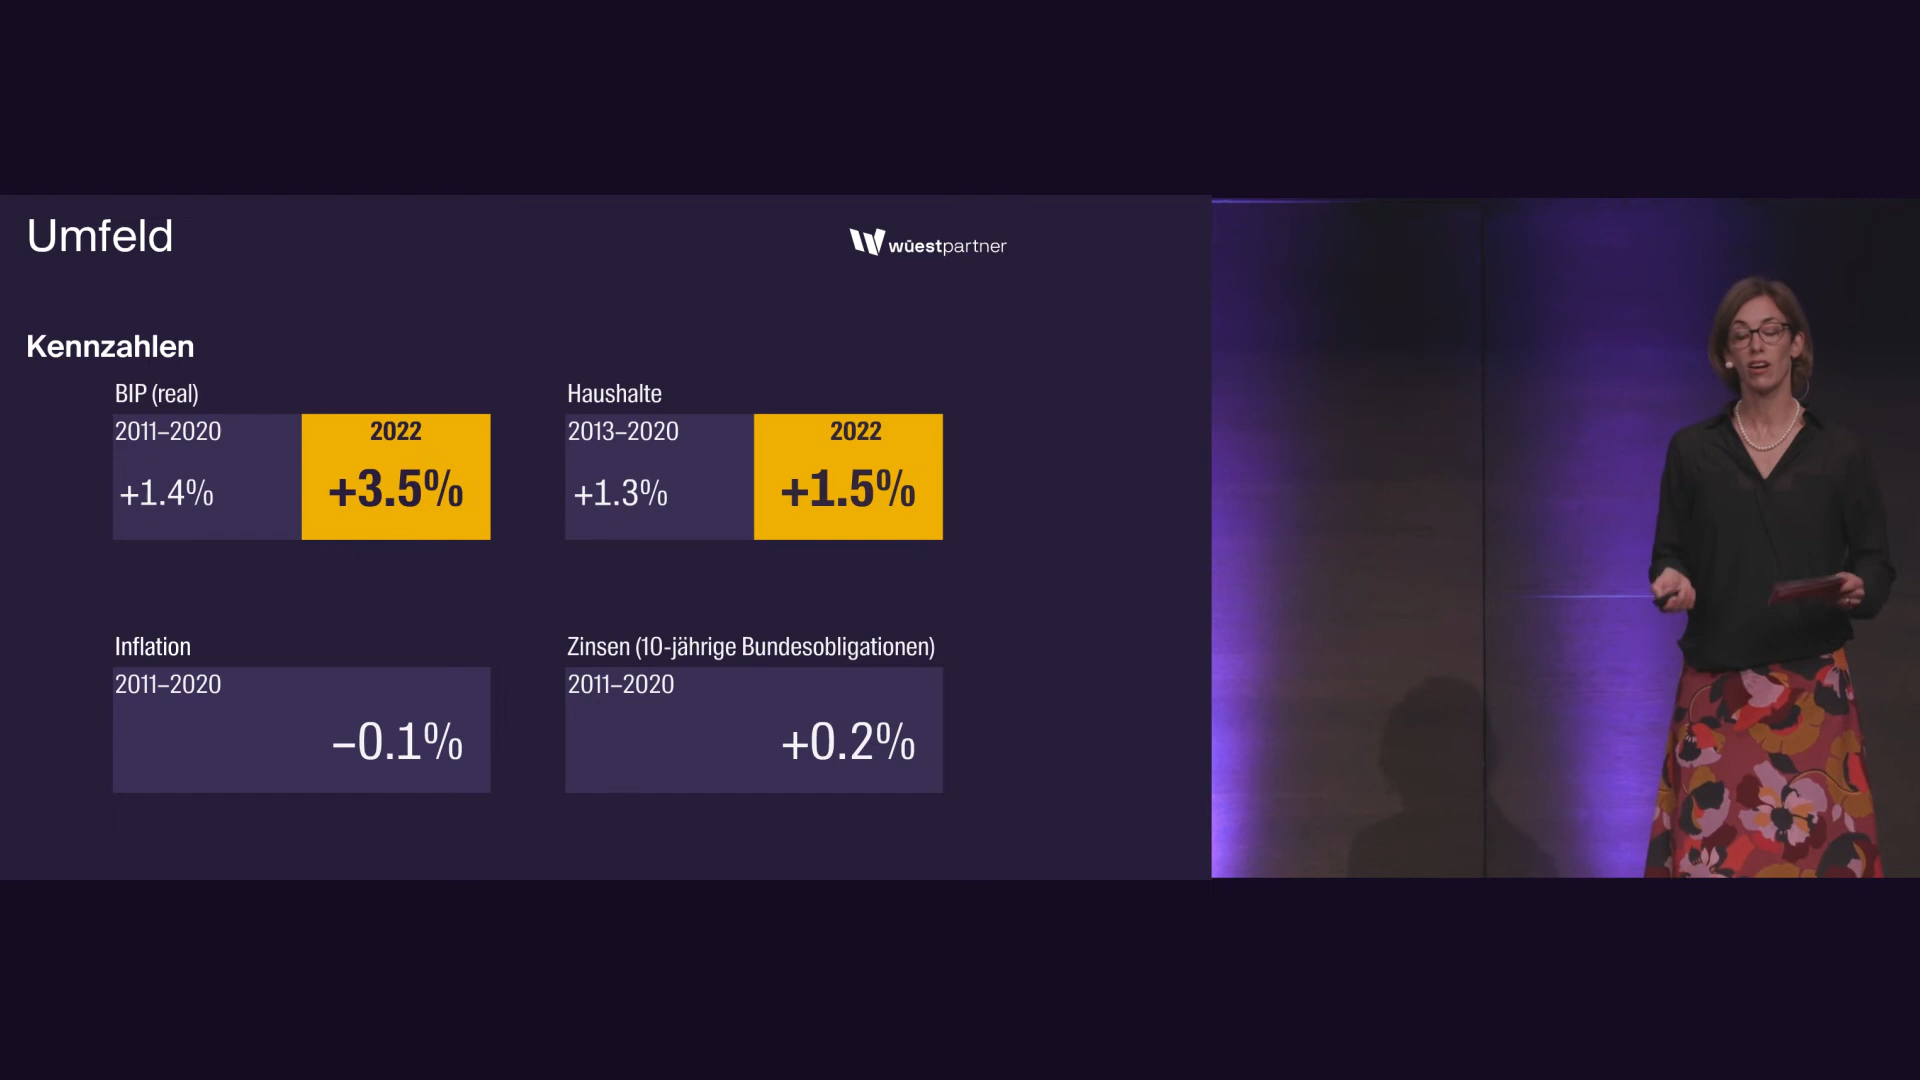 Umfeld
wüestpartner
Kennzahlen
BIP (real)
2011–2020
2022
+1.4%
+3.5%
Haushalte
2013–2020
2022
+1.3%
+1.5%
Inflation
2011–2020
–0.1%
Zinsen (10-jährige Bundesobligationen)
2011–2020
+0.2%